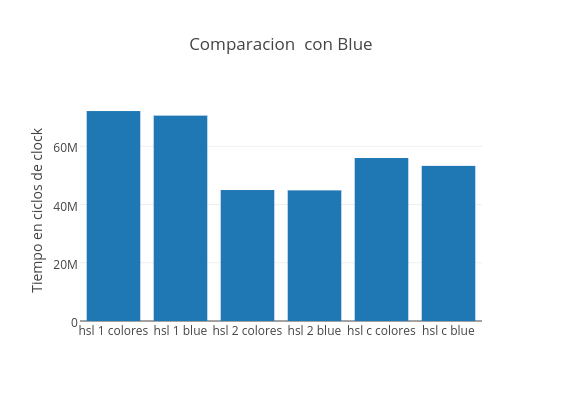 Comparacion  con Blue
Tiempo en ciclos de clock
60M
40M
20M
0
hsl 1 colores hsl 1 blue hsl 2 colores hsl 2 blue hsl c colores hsl c blue